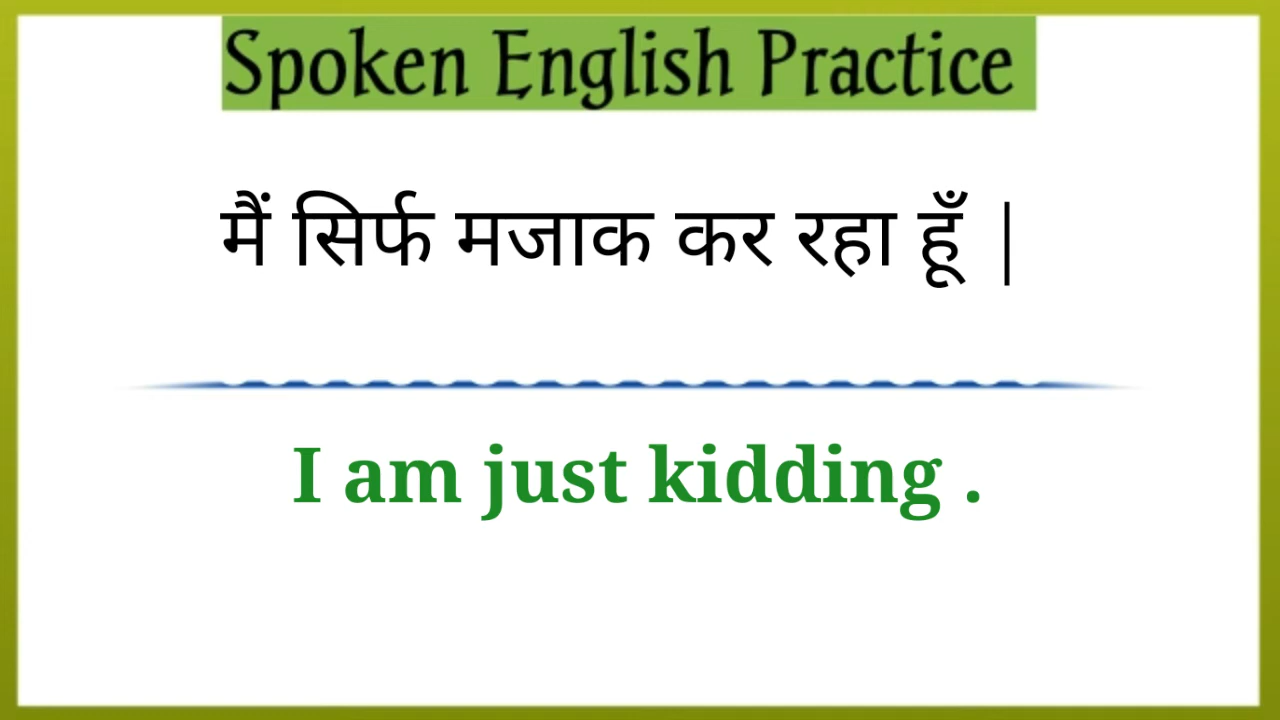 Spoken English Practice
मैं सिर्फ मजाक कर रहा हूँ |
I am just kidding .